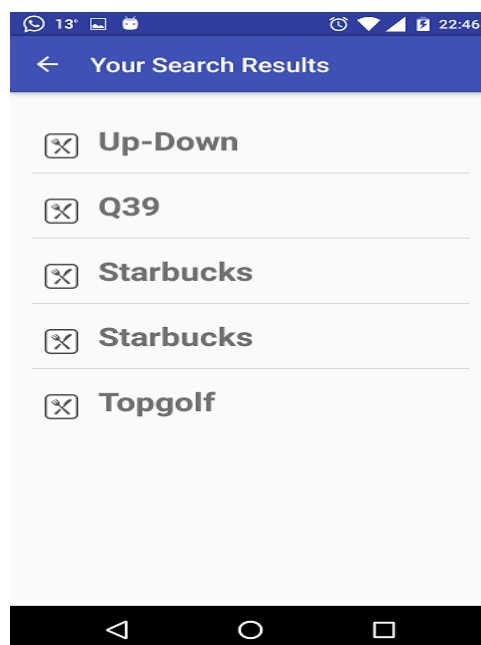 13° 22:46
Your Search Results
Up-Down
Q39
Starbucks
Starbucks
Topgolf